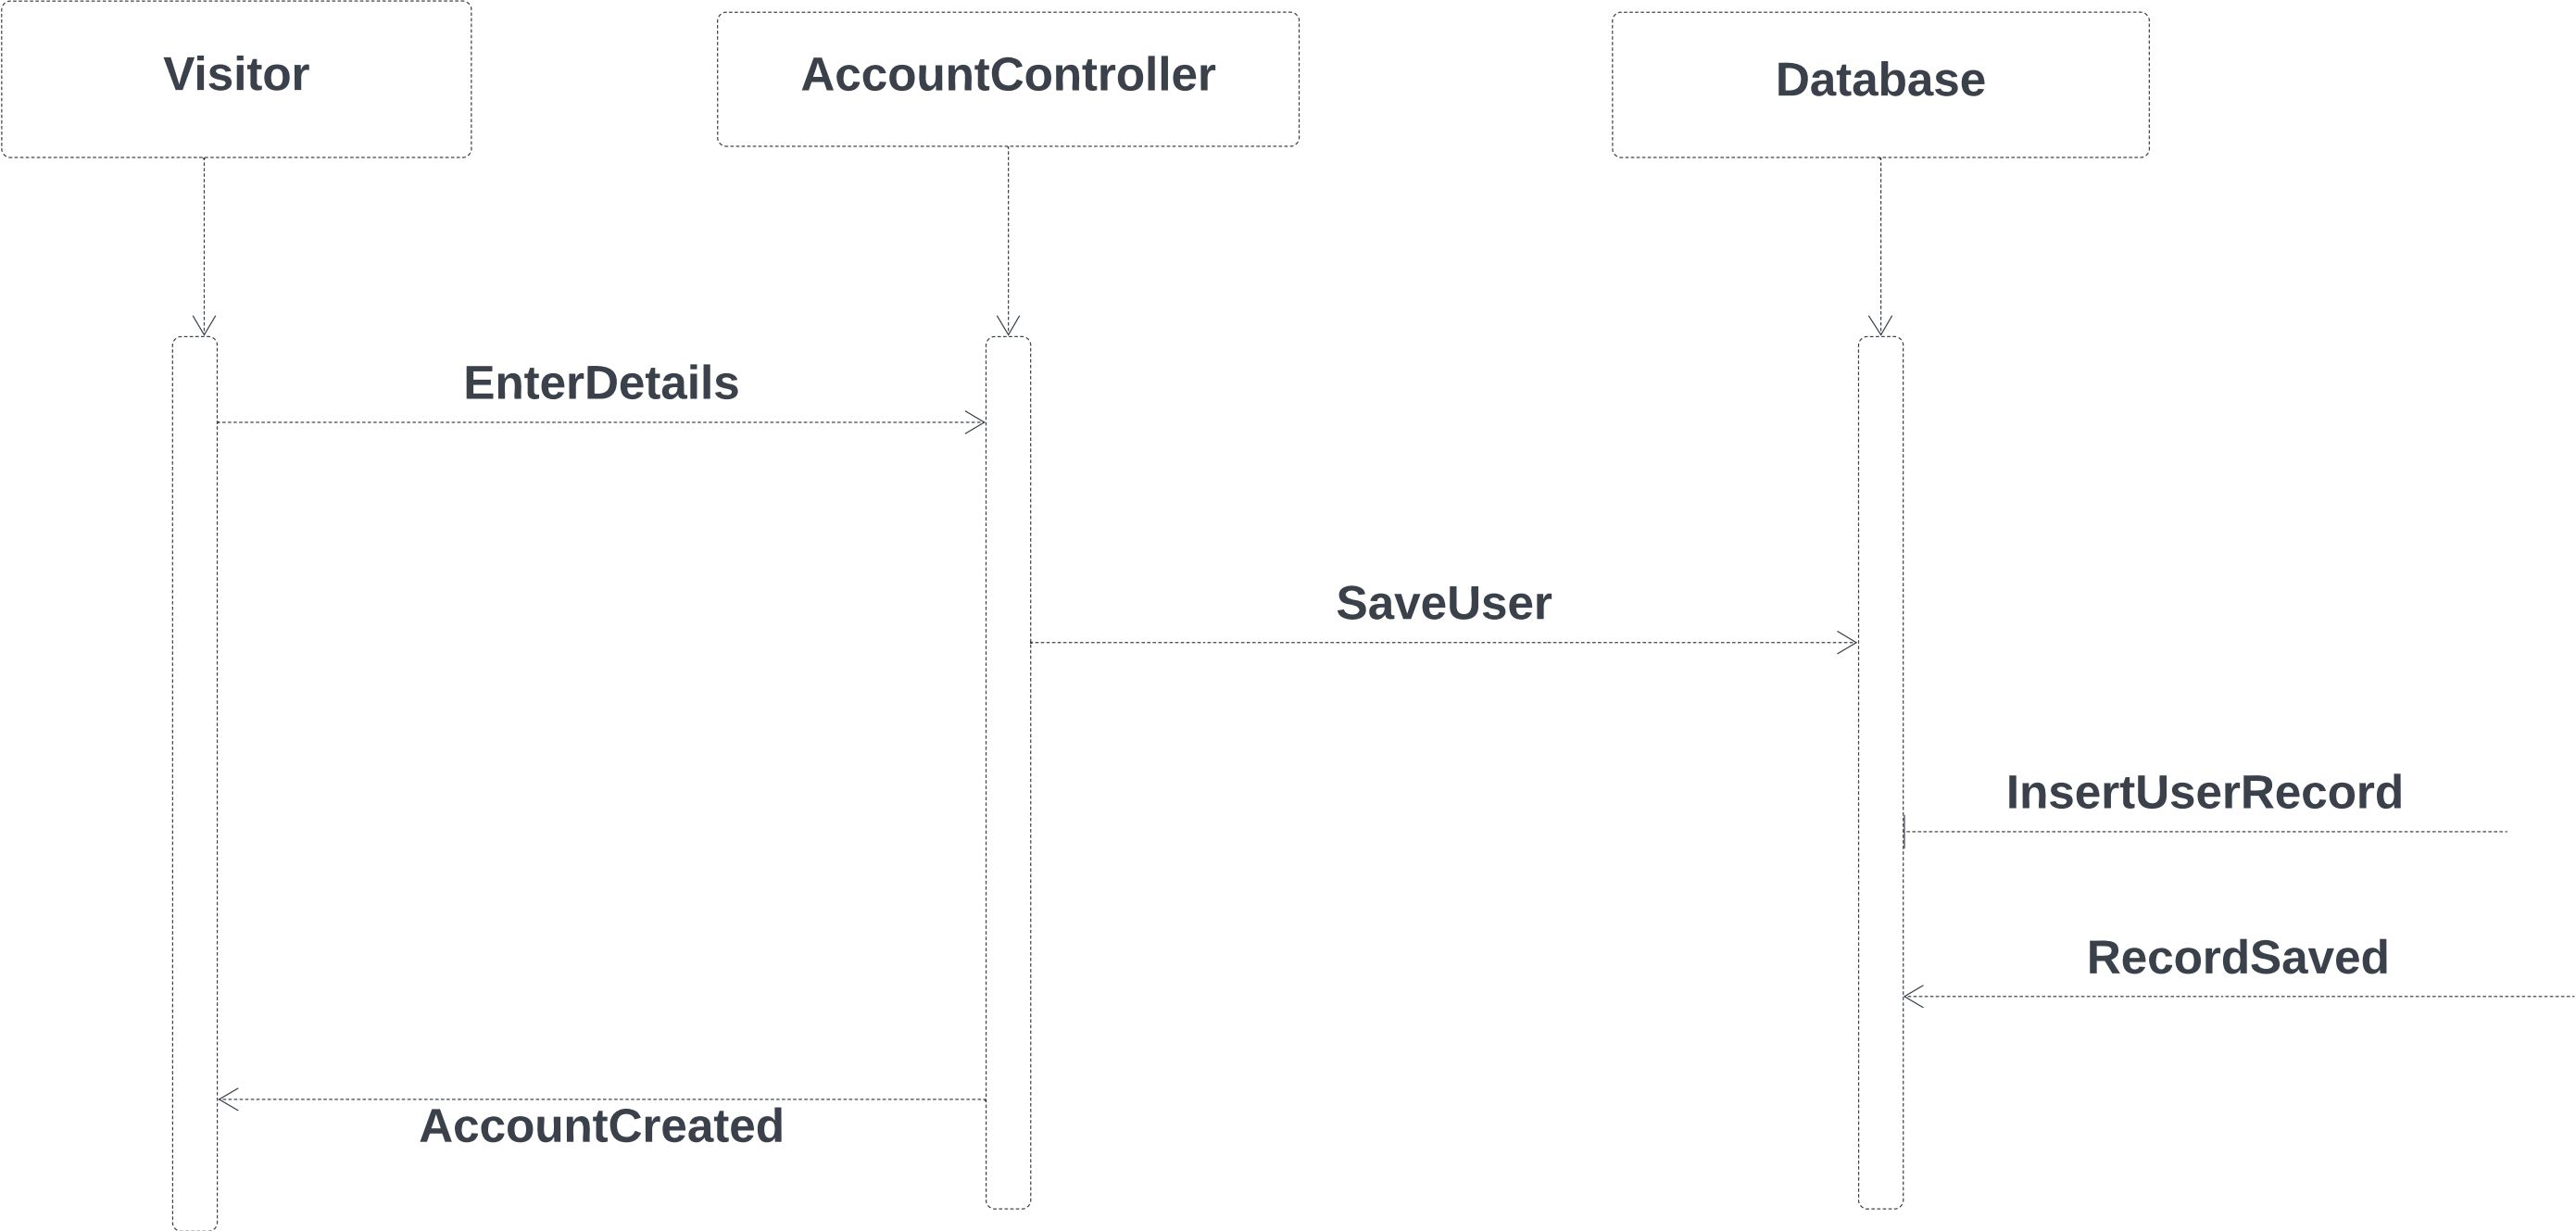 Visitor
AccountController
Database
EnterDetails
SaveUser
InsertUserRecord
RecordSaved
AccountCreated